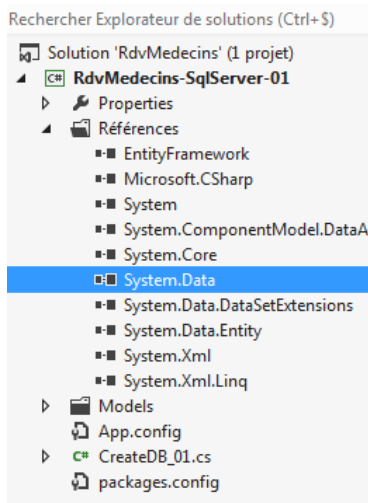 Rechercher Explorateur de solutions (Ctrl+$)
Solution 'RdvMedecins' (1 projet)
C# RdvMedecins-SqlServer-01
Properties
Références
EntityFramework
Microsoft.CSharp
System
System.ComponentModel.DataA
System.Core
System.Data
System.Data.DataSetExtensions
System.Data.Entity
System.Xml
System.Xml.Linq
Models
App.config
C# CreateDB_01.cs
packages.config